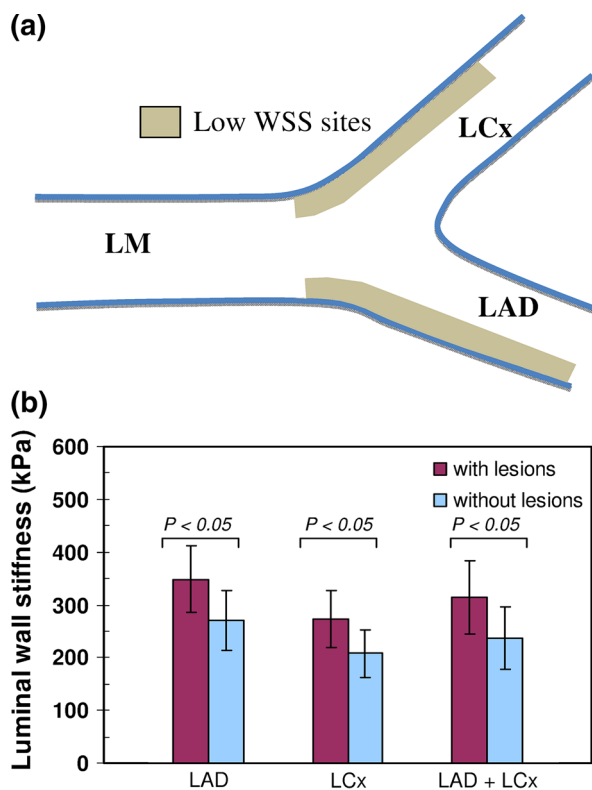 (a)
Low WSS sites
LCx
LM
LAD
(b)
Luminal wall stiffness (kPa)
600
500
400
300
200
100
0
with lesions
without lesions
P < 0.05
P < 0.05
P < 0.05
LAD
LCx
LAD + LCx